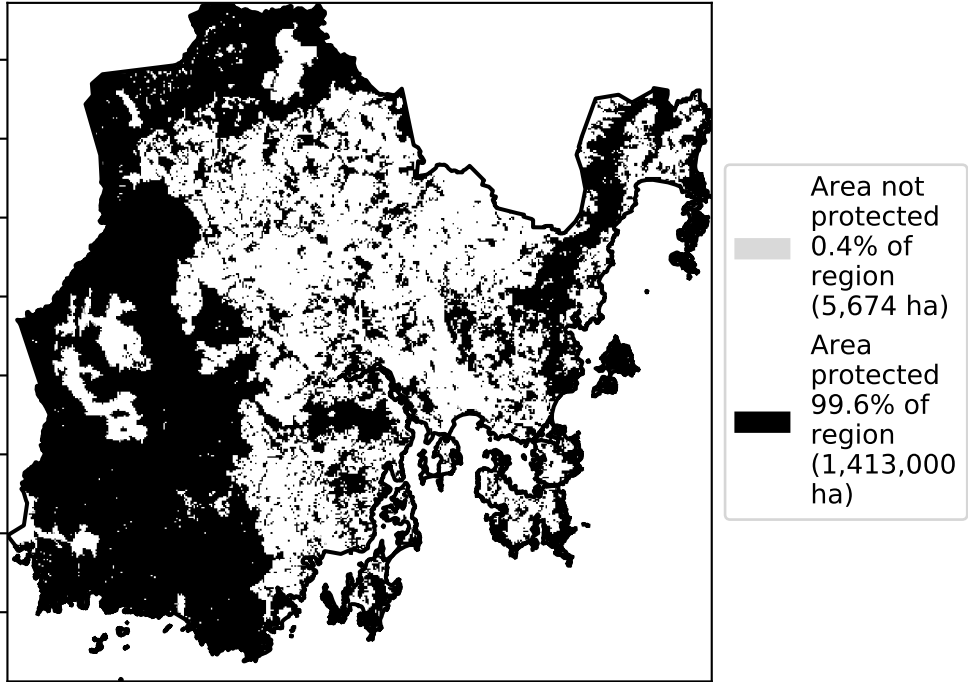 Area not
protected
0.4% of
region
(5,674 ha)
Area
protected
99.6% of
region
(1,413,000
ha)